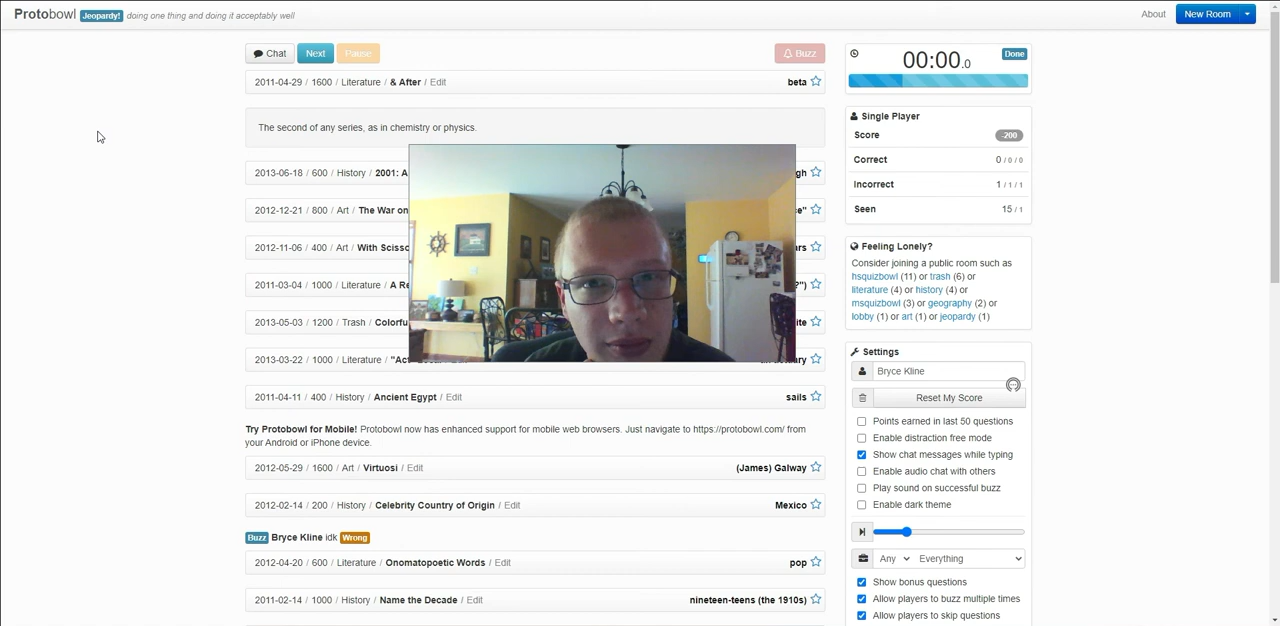 Protobowl Jeopardy! doing one thing and doing it acceptably well
About New Room
Chat Next Pause Buzz
2011-04-29 / 1600 / Literature / & After / Edit beta
The second of any series, as in chemistry or physics.
2013-06-18 / 600 / History / 2001: A
2012-12-21 / 800 / Art / The War on
2012-11-06 / 400 / Art / With Scisso
2011-03-04 / 1000 / Literature / A Re
2013-05-03 / 1200 / Trash / Colorfu
2013-03-22 / 1000 / Literature /
2011-04-11 / 400 / History / Ancient Egypt / Edit sails
Try Protobowl for Mobile! Protobowl now has enhanced support for mobile web browsers. Just navigate to https://protobowl.com/ from
your Android or iPhone device.
2012-05-29 / 1600 / Art / Virtuosi / Edit (James) Galway
2012-02-14 / 200 / History / Celebrity Country of Origin / Edit Mexico
Buzz Bryce Kline idk Wrong
2012-04-20 / 600 / Literature / Onomatopoetic Words / Edit pop
2011-02-14 / 1000 / History / Name the Decade / Edit nineteen-teens (the 1910s)
00:00.0 Done
Single Player
Score -200
Correct 0 / 0 / 0
Incorrect 1 / 1 / 1
Seen 15 / 1
Feeling Lonely?
Consider joining a public room such as
hsquizbowl (11) or trash (6) or
literature (4) or history (4) or
msquizbowl (3) or geography (2) or
lobby (1) or art (1) or jeopardy (1)
Settings
Bryce Kline
Reset My Score
Points earned in last 50 questions
Enable distraction free mode
Show chat messages while typing
Enable audio chat with others
Play sound on successful buzz
Enable dark theme
Any Everything
Show bonus questions
Allow players to buzz multiple times
Allow players to skip questions